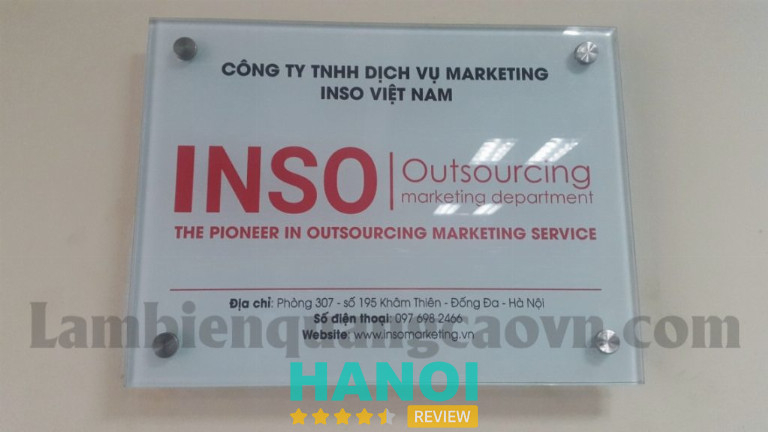 CÔNG TY TNHH DỊCH VỤ MARKETING
INSO VIỆT NAM
INSO
Outsourcing
marketing department
THE PIONEER IN OUTSOURCING MARKETING SERVICE
Địa chỉ: Phòng 307 - số 195 Khâm Thiên - Đống Đa - Hà Nội
Số điện thoại: 097 698 2466
Lambienquangcaovn.com
Website: www.insomarketing.vn
HANOI
REVIEW